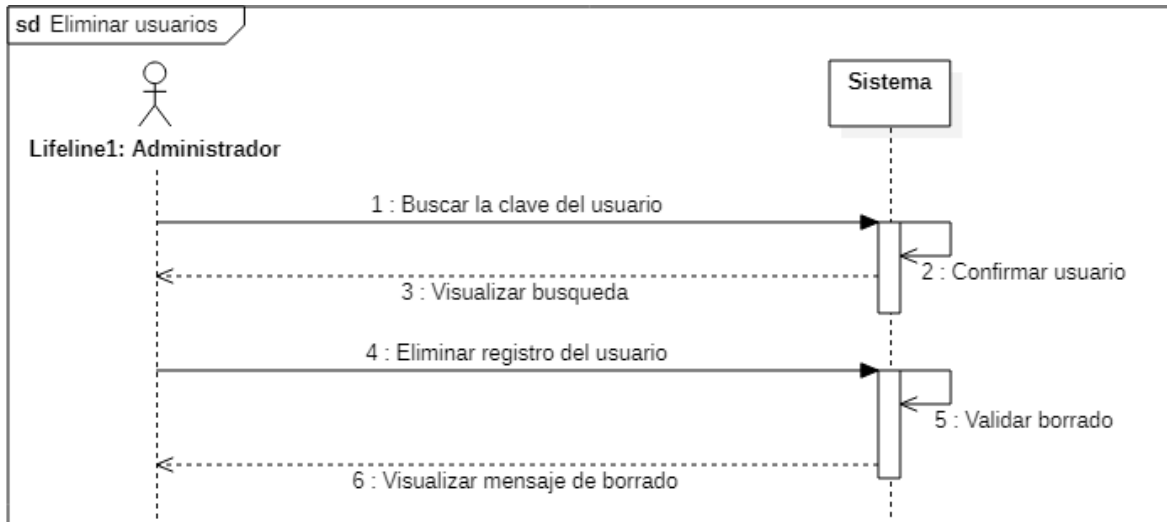 sd Eliminar usuarios
Sistema
Lifeline1: Administrador
1 : Buscar la clave del usuario
2 : Confirmar usuario
3 : Visualizar busqueda
4 : Eliminar registro del usuario
5 : Validar borrado
6 : Visualizar mensaje de borrado